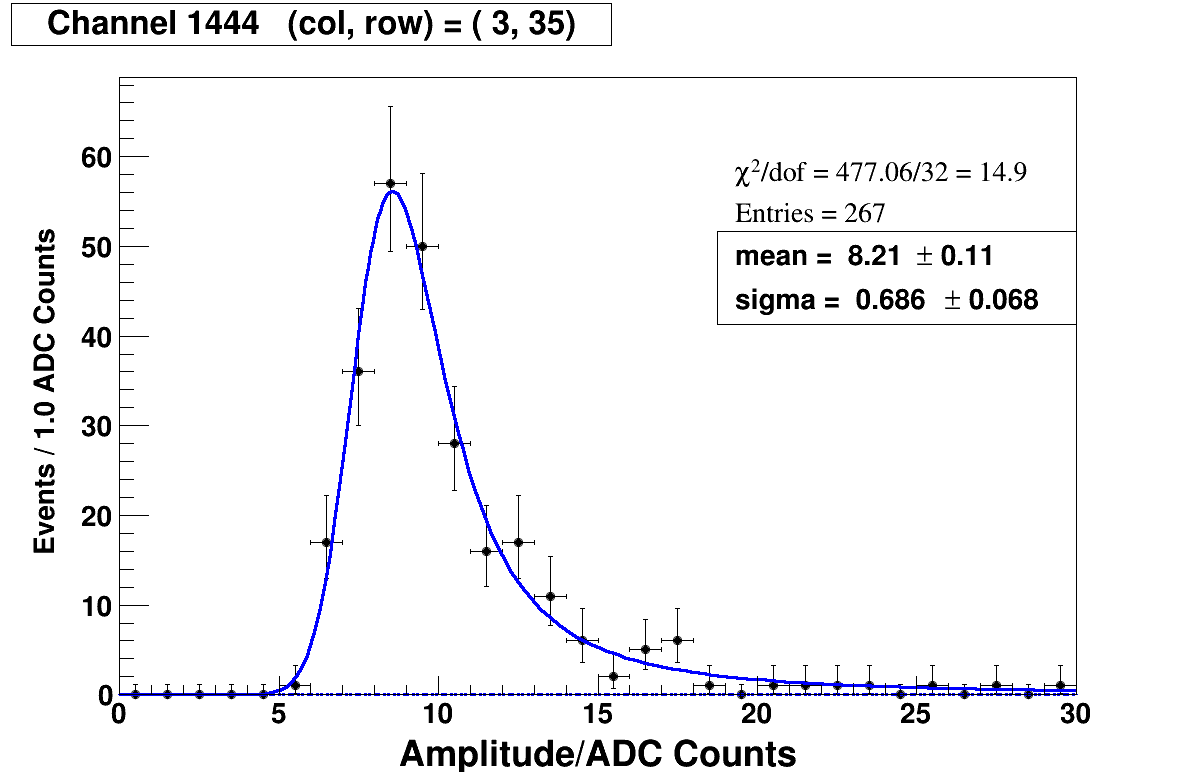 Channel 1444 (col, row) = ( 3, 35)
χ²/dof = 477.06/32 = 14.9
Entries = 267
mean = 8.21 ± 0.11
sigma = 0.686 ± 0.068
Events / 1.0 ADC Counts
60
50
40
30
20
10
0
0 5 10 15 20 25 30
Amplitude/ADC Counts